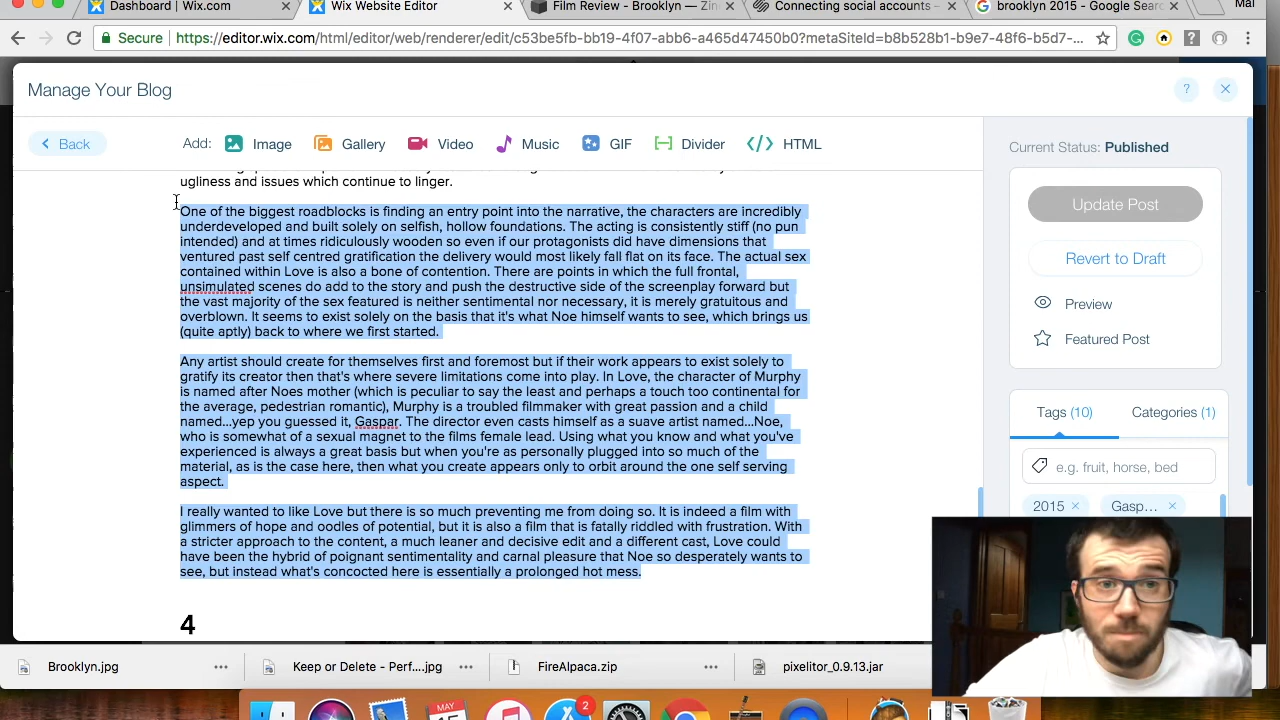 Dashboard | Wix.com
Wix Website Editor
Film Review - Brooklyn —
Connecting social accounts –
brooklyn 2015 - Google
Mal
Secure
https://editor.wix.com/html/editor/web/renderer/edit/c53be5fb-bb19-4f07-abb6-a465d47450b0?metaSiteId=b8b528b1-b9e7-48f6-b5d7-...
Manage Your Blog
?
Back
Add:
Image
Gallery
Video
Music
GIF
Divider
HTML
ugliness and issues which continue to linger.
One of the biggest roadblocks is finding an entry point into the narrative, the characters are incredibly
underdeveloped and built solely on selfish, hollow foundations. The acting is consistently stiff (no pun
intended) and at times ridiculously wooden so even if our protagonists did have dimensions that
ventured past self centred gratification the delivery would most likely fall flat on its face. The actual sex
contained within Love is also a bone of contention. There are points in which the full frontal,
unsimulated scenes do add to the story and push the destructive side of the screenplay forward but
the vast majority of the sex featured is neither sentimental nor necessary, it is merely gratuitous and
overblown. It seems to exist solely on the basis that it's what Noe himself wants to see, which brings us
(quite aptly) back to where we first started.
Any artist should create for themselves first and foremost but if their work appears to exist solely to
gratify its creator then that's where severe limitations come into play. In Love, the character of Murphy
is named after Noes mother (which is peculiar to say the least and perhaps a touch too continental for
the average, pedestrian romantic), Murphy is a troubled filmmaker with great passion and a child
named...yep you guessed it, Gaspar. The director even casts himself as a suave artist named...Noe,
who is somewhat of a sexual magnet to the films female lead. Using what you know and what you've
experienced is always a great basis but when you're as personally plugged into so much of the
material, as is the case here, then what you create appears only to orbit around the one self serving
aspect.
I really wanted to like Love but there is so much preventing me from doing so. It is indeed a film with
glimmers of hope and oodles of potential, but it is also a film that is fatally riddled with frustration. With
a stricter approach to the content, a much leaner and decisive edit and a different cast, Love could
have been the hybrid of poignant sentimentality and carnal pleasure that Noe so desperately wants to
see, but instead what's concocted here is essentially a prolonged hot mess.
4
Current Status: Published
Update Post
Revert to Draft
Preview
Featured Post
Tags (10)
Categories (1)
e.g. fruit, horse, bed
2015
Gasp...
Brooklyn.jpg
Keep or Delete - Perf....jpg
FireAlpaca.zip
pixelitor_0.9.13.jar
MAY
2